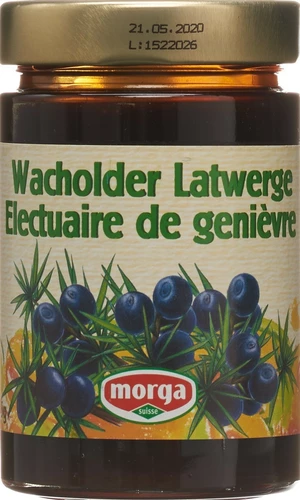 21.05.2020
L:1522026
Wacholder Latwerge
Electuaire de genièvre
morga
suisse